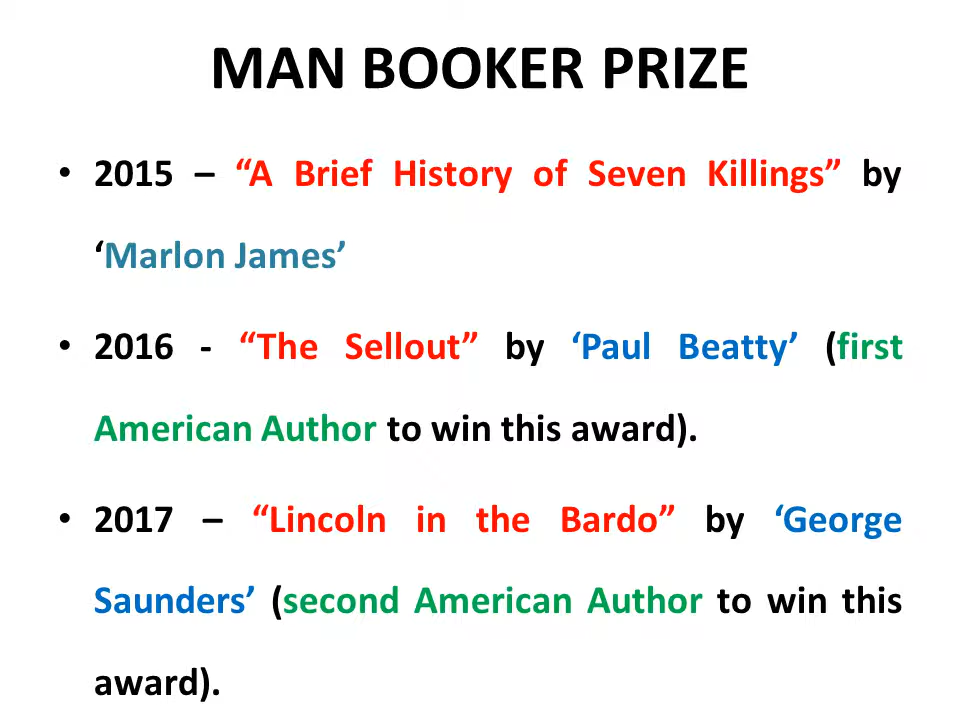 MAN BOOKER PRIZE
• 2015 – “A Brief History of Seven Killings” by
‘Marlon James’
• 2016 - “The Sellout” by ‘Paul Beatty’ (first
American Author to win this award).
• 2017 – “Lincoln in the Bardo” by ‘George
Saunders’ (second American Author to win this
award).